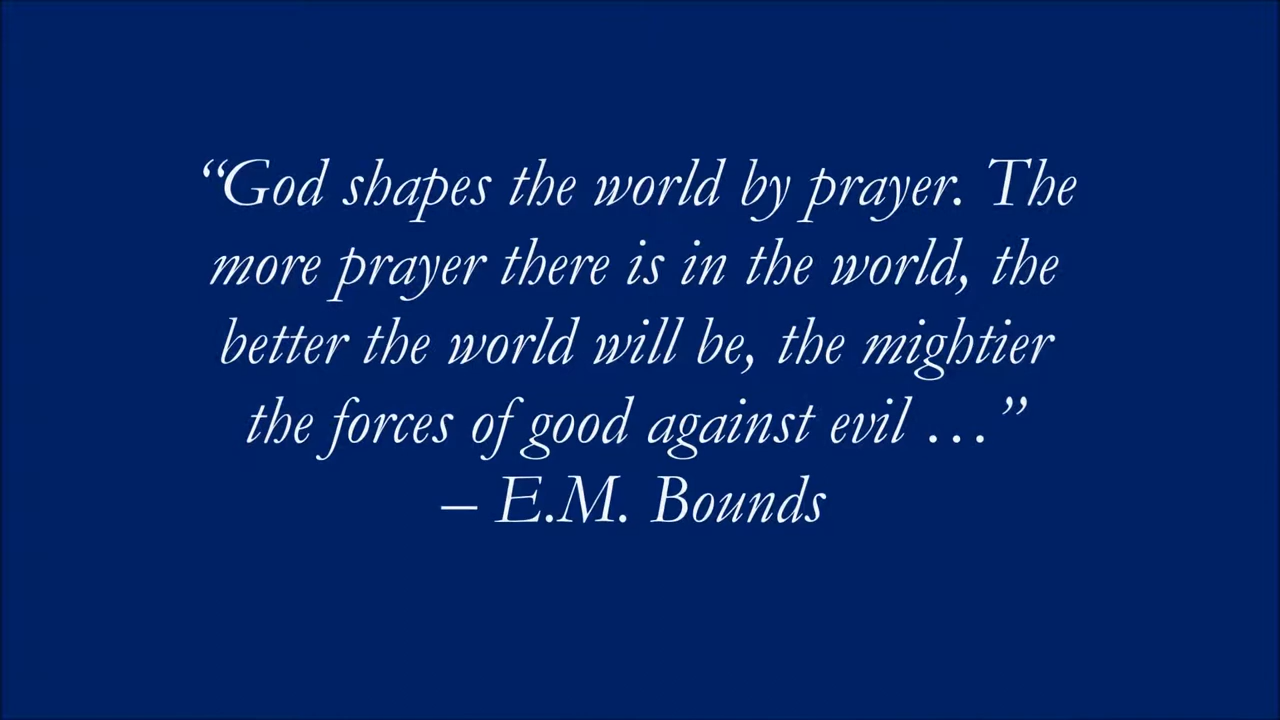 “God shapes the world by prayer. The
more prayer there is in the world, the
better the world will be, the mightier
the forces of good against evil …”
– E.M. Bounds